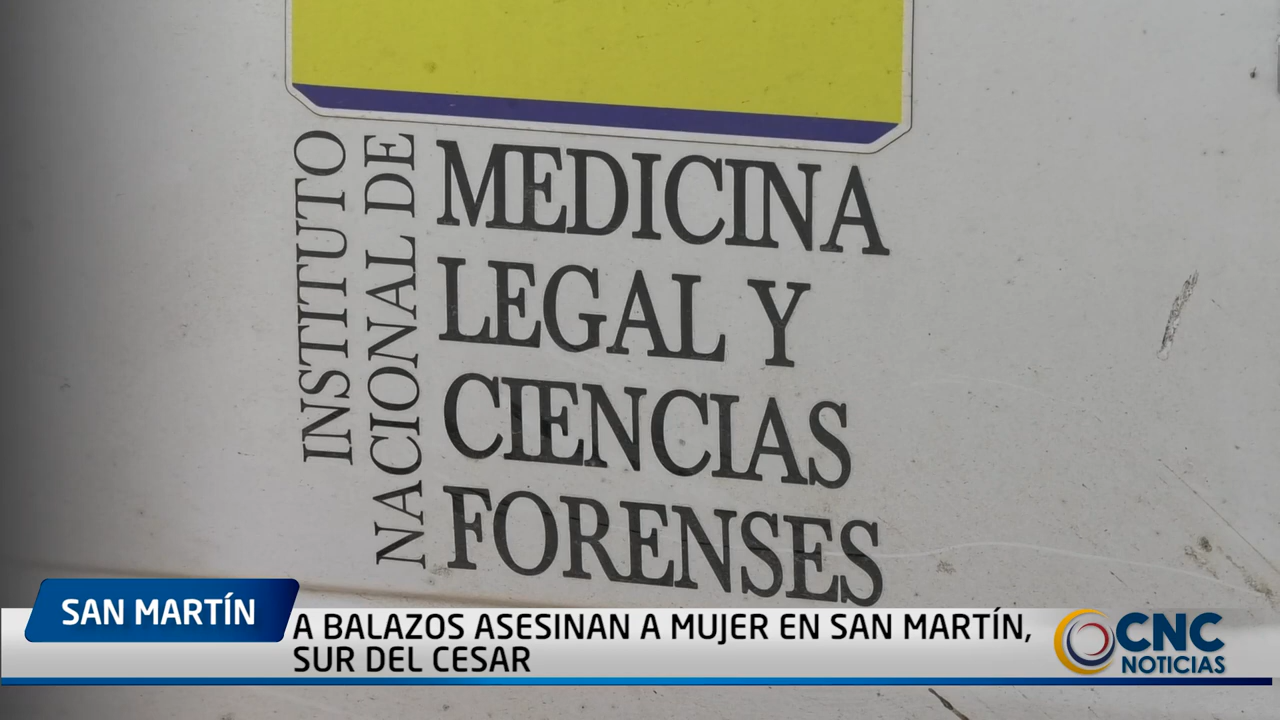 INSTITUTO
NACIONAL DE
MEDICINA
LEGAL Y
CIENCIAS
FORENSES
SAN MARTÍN
A BALAZOS ASESINAN A MUJER EN SAN MARTÍN,
SUR DEL CESAR
CNC
NOTICIAS